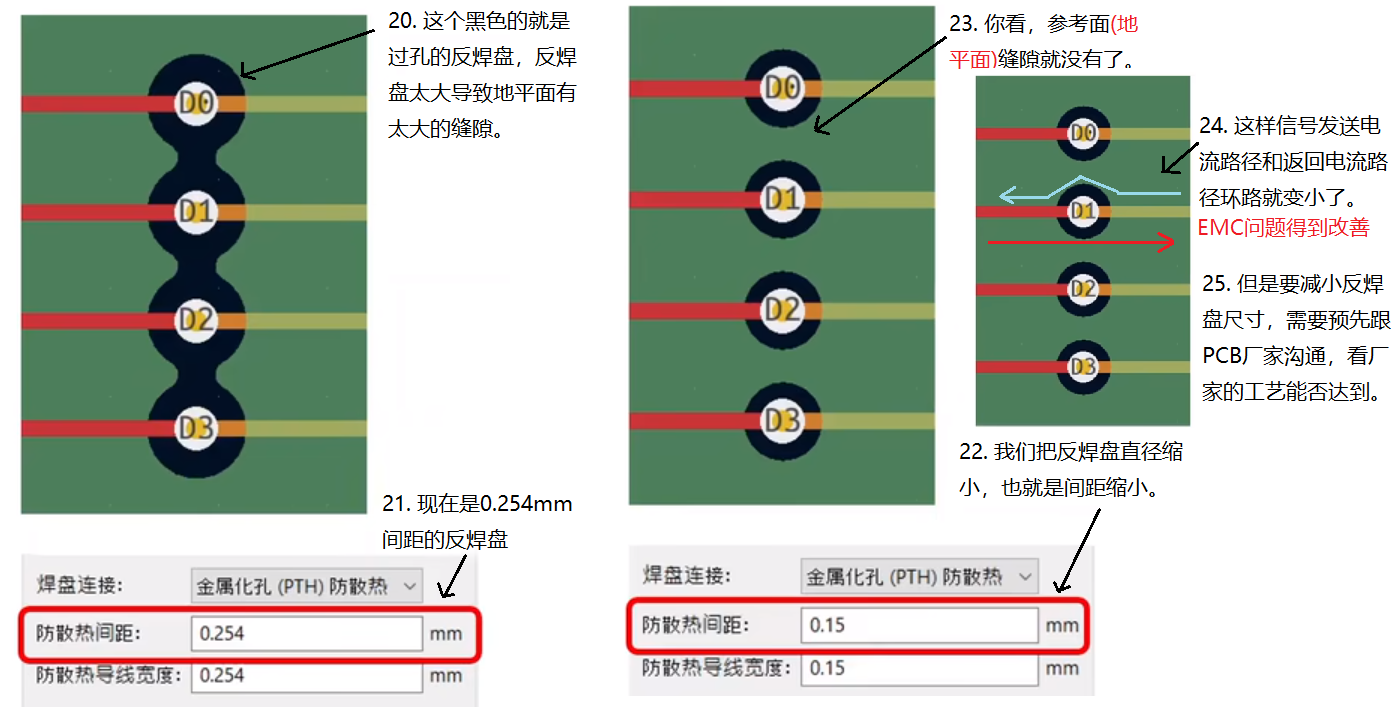 20. 这个黑色的就是
过孔的反焊盘，反焊
盘太大导致地平面有
太大的缝隙。
D0
D1
D2
D3
21. 现在是0.254mm
间距的反焊盘
焊盘连接:
金属化孔 (PTH) 防散热
防散热间距:
0.254
mm
防散热导线宽度:
0.254
mm
23. 你看，参考面(地
平面)缝隙就没有了。
D0
D1
D2
D3
24. 这样信号发送电
流路径和返回电流路
径环路就变小了。
EMC问题得到改善
D0
D1
D2
D3
25. 但是要减小反焊
盘尺寸，需要预先跟
PCB厂家沟通，看厂
家的工艺能否达到。
22. 我们把反焊盘直径缩
小，也就是间距缩小。
焊盘连接:
金属化孔 (PTH) 防散热
防散热间距:
0.15
mm
防散热导线宽度:
0.15
mm